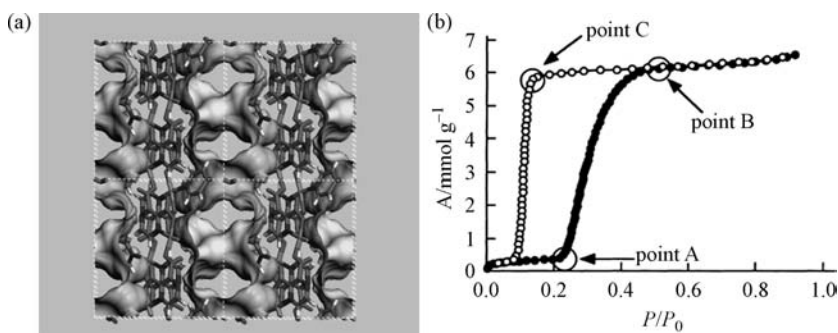 (a)
(b)
point C
point B
point A
A/mmol g⁻¹
7
6
5
4
3
2
1
0
0.0 0.2 0.4 0.6 0.8 1.0
P/P₀